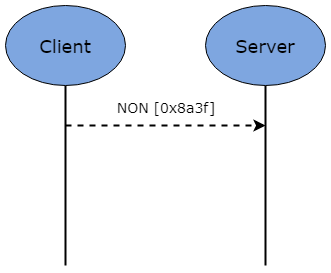 Client
Server
NON [0x8a3f]